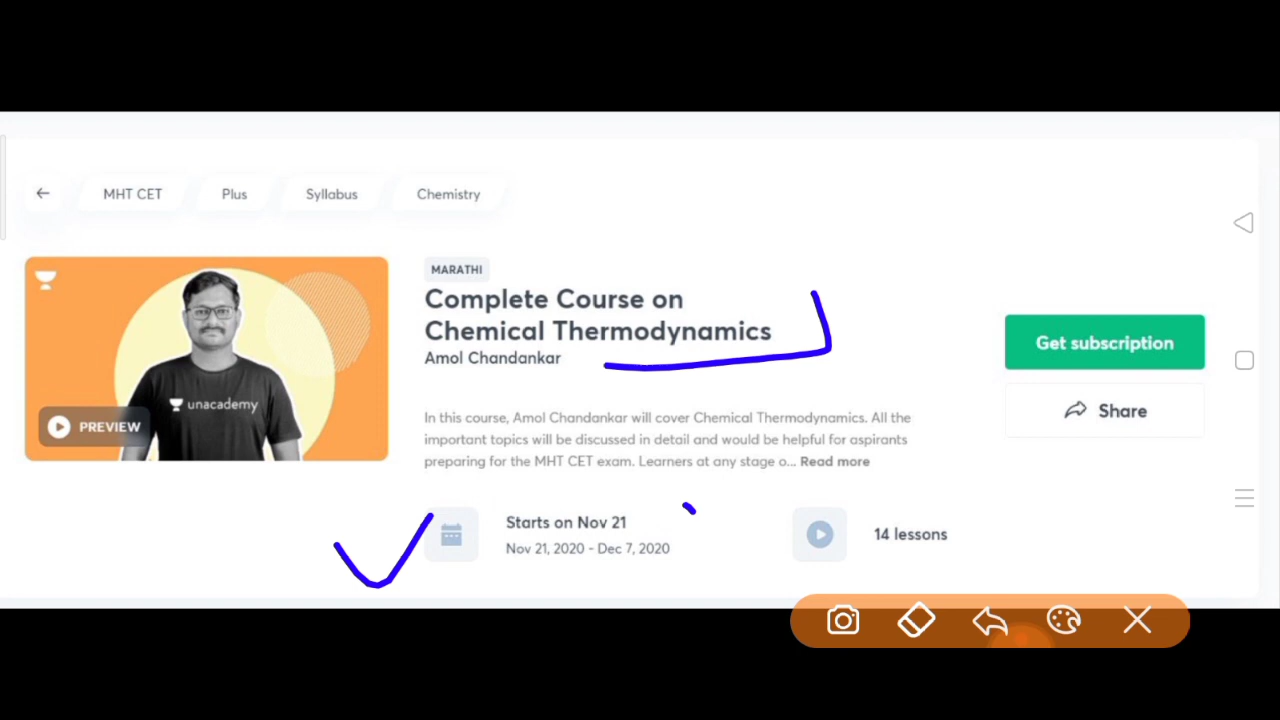 MHT CET
Plus
Syllabus
Chemistry
MARATHI
Complete Course on
Chemical Thermodynamics
Amol Chandankar
unacademy
PREVIEW
In this course, Amol Chandankar will cover Chemical Thermodynamics. All the
important topics will be discussed in detail and would be helpful for aspirants
preparing for the MHT CET exam. Learners at any stage o... Read more
Starts on Nov 21
Nov 21, 2020 - Dec 7, 2020
14 lessons
Get subscription
Share